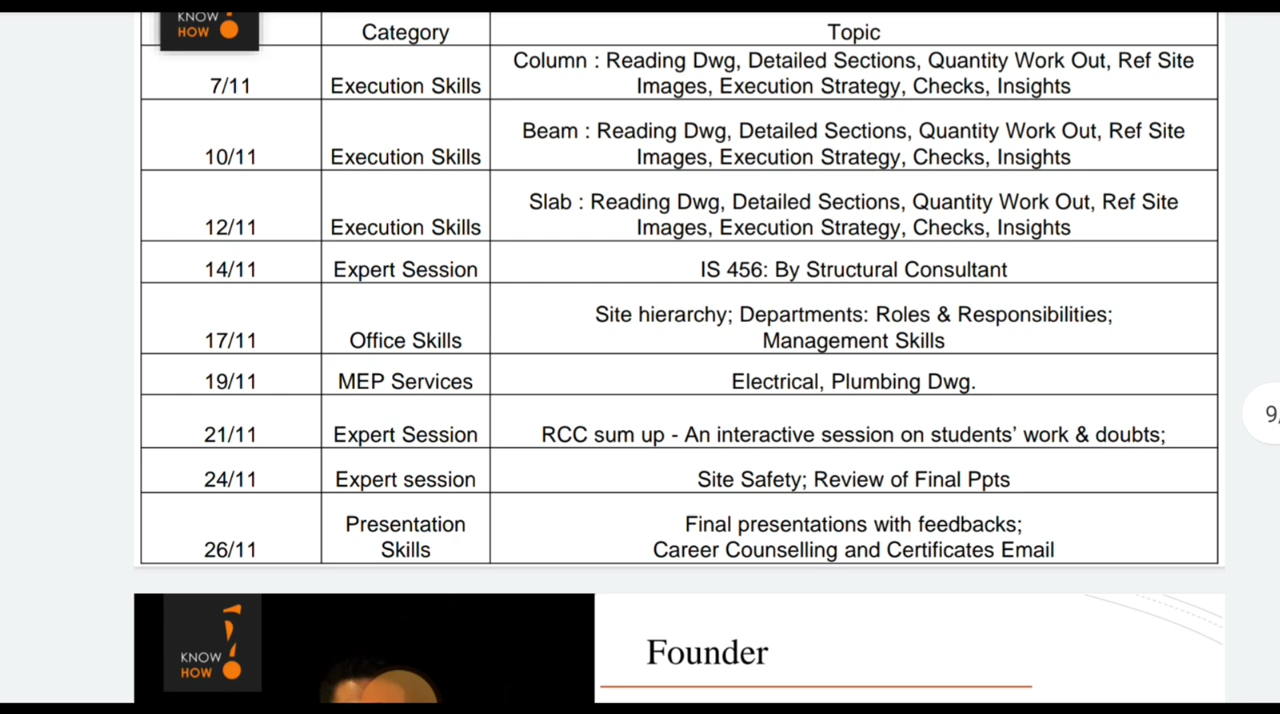 KNOW
HOW
Category
Topic
Column : Reading Dwg, Detailed Sections, Quantity Work Out, Ref Site
7/11
Execution Skills
Images, Execution Strategy, Checks, Insights
Beam : Reading Dwg, Detailed Sections, Quantity Work Out, Ref Site
10/11
Execution Skills
Images, Execution Strategy, Checks, Insights
Slab : Reading Dwg, Detailed Sections, Quantity Work Out, Ref Site
12/11
Execution Skills
Images, Execution Strategy, Checks, Insights
14/11
Expert Session
IS 456: By Structural Consultant
Site hierarchy; Departments: Roles & Responsibilities;
17/11
Office Skills
Management Skills
19/11
MEP Services
Electrical, Plumbing Dwg.
21/11
Expert Session
RCC sum up - An interactive session on students’ work & doubts;
24/11
Expert session
Site Safety; Review of Final Ppts
Presentation
Final presentations with feedbacks;
26/11
Skills
Career Counselling and Certificates Email
9/
KNOW
HOW
Founder